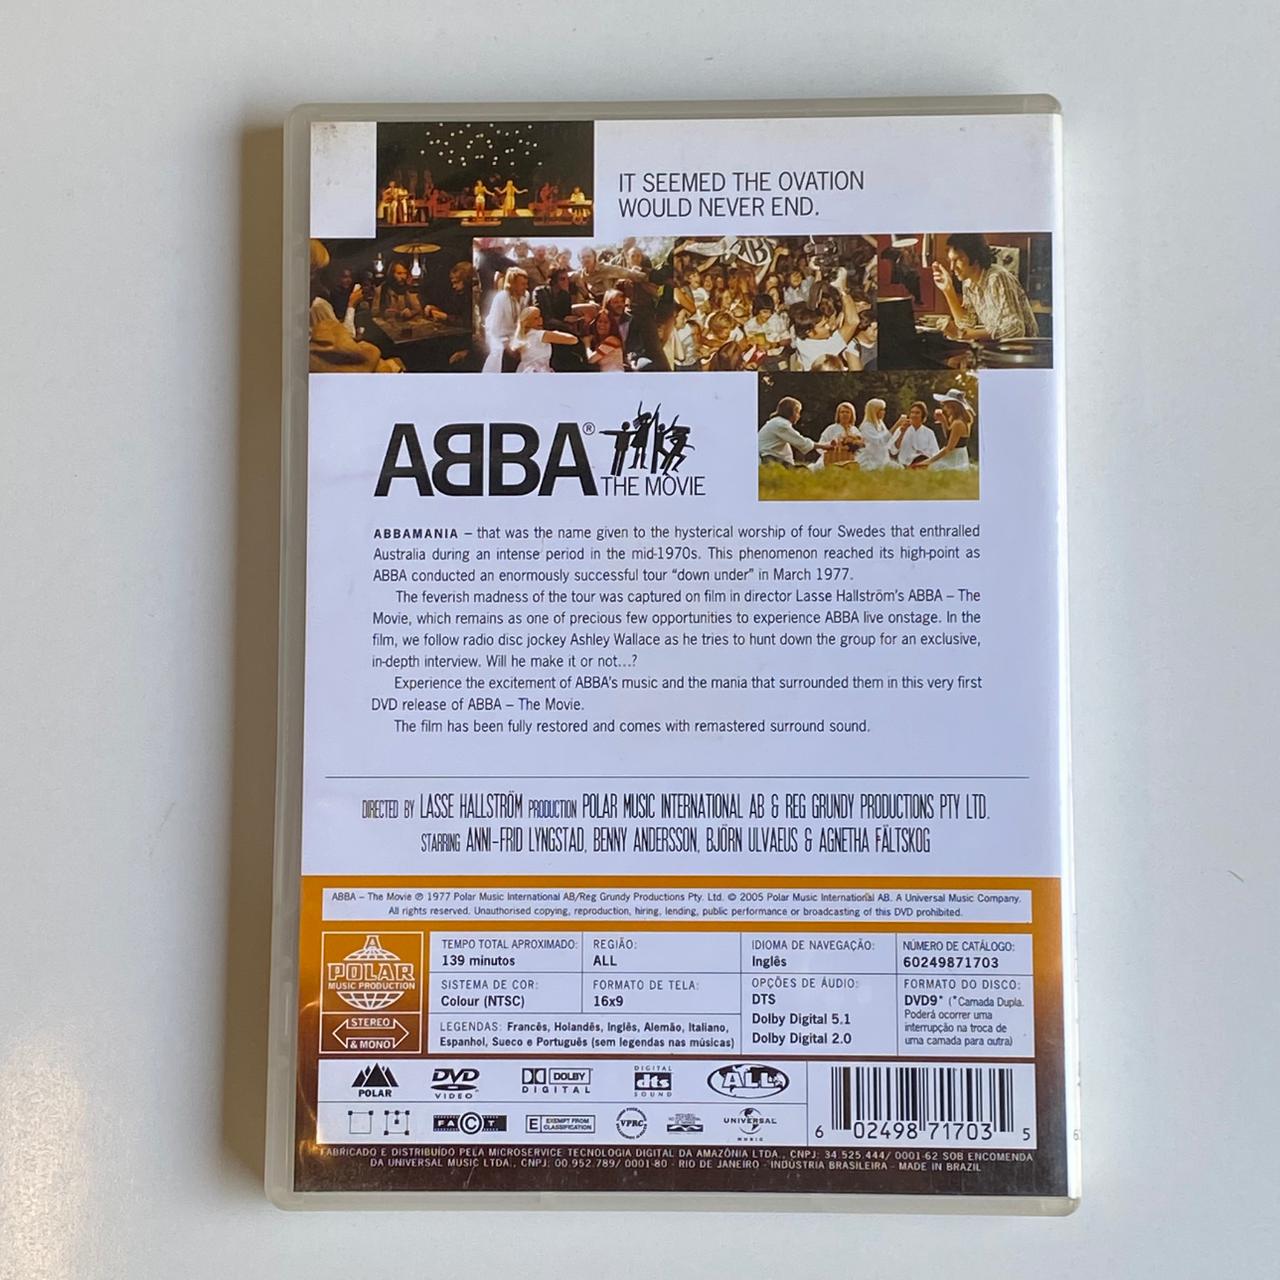 IT SEEMED THE OVATION
WOULD NEVER END.
ABBA®
THE MOVIE
ABBAMANIA – that was the name given to the hysterical worship of four Swedes that enthralled
Australia during an intense period in the mid-1970s. This phenomenon reached its high-point as
ABBA conducted an enormously successful tour “down under” in March 1977.
The feverish madness of the tour was captured on film in director Lasse Hallström's ABBA – The
Movie, which remains as one of precious few opportunities to experience ABBA live onstage. In the
film, we follow radio disc jockey Ashley Wallace as he tries to hunt down the group for an exclusive,
in-depth interview. Will he make it or not...?
Experience the excitement of ABBA's music and the mania that surrounded them in this very first
DVD release of ABBA – The Movie.
The film has been fully restored and comes with remastered surround sound.
DIRECTED BY LASSE HALLSTRÖM PRODUCTION POLAR MUSIC INTERNATIONAL AB & REG GRUNDY PRODUCTIONS PTY LTD.
STARRING ANNI-FRID LYNGSTAD, BENNY ANDERSSON, BJÖRN ULVAEUS & AGNETHA FÄLTSKOG
ABBA – The Movie ℗ 1977 Polar Music International AB/Reg Grundy Productions Pty. Ltd. © 2005 Polar Music International AB. A Universal Music Company.
All rights reserved. Unauthorised copying, reproduction, hiring, lending, public performance or broadcasting of this DVD prohibited.
A
POLAR
MUSIC PRODUCTION
STEREO
& MONO
TEMPO TOTAL APROXIMADO:
139 minutos
REGIÃO:
ALL
SISTEMA DE COR:
Colour (NTSC)
FORMATO DE TELA:
16x9
LEGENDAS: Francês, Holandês, Inglês, Alemão, Italiano,
Espanhol, Sueco e Português (sem legendas nas músicas)
IDIOMA DE NAVEGAÇÃO:
Inglês
OPÇÕES DE ÁUDIO:
DTS
Dolby Digital 5.1
Dolby Digital 2.0
NÚMERO DE CATÁLOGO:
60249871703
FORMATO DO DISCO:
DVD9* (*Camada Dupla.
Poderá ocorrer uma
interrupção na troca de
uma camada para outra)
POLAR
DVD
VIDEO
DOLBY
DIGITAL
DIGITAL
dts
SOUND
ALL
FACT
E EXEMPT FROM
CLASSIFICATION
VPRC
UNIVERSAL
MUSIC
6 02498 71703 5
FABRICADO E DISTRIBUÍDO PELA MICROSERVICE TECNOLOGIA DIGITAL DA AMAZÔNIA LTDA., CNPJ: 34.525.444/ 0001-62 SOB ENCOMENDA
DA UNIVERSAL MUSIC LTDA., CNPJ: 00.952.789/ 0001-80 - RIO DE JANEIRO - INDÚSTRIA BRASILEIRA - MADE IN BRAZIL